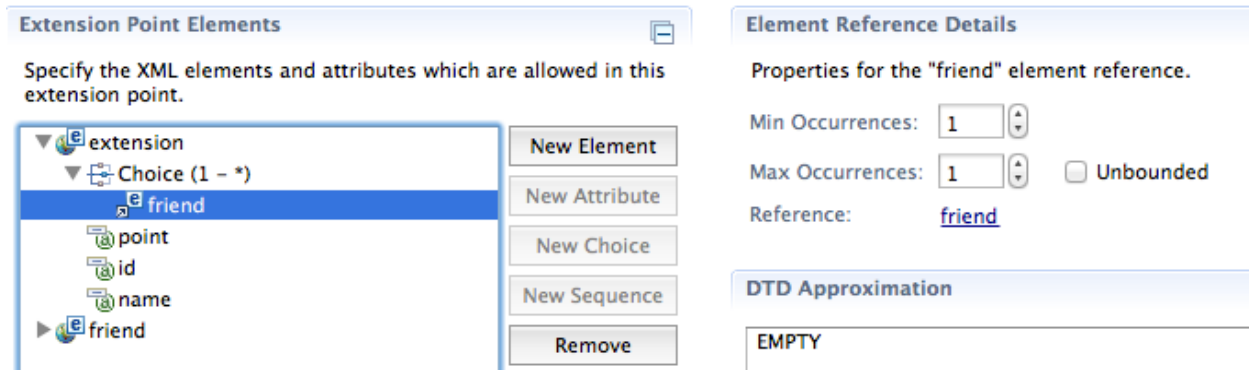 Extension Point Elements
Specify the XML elements and attributes which are allowed in this
extension point.
extension
Choice (1 - *)
friend
point
id
name
friend
New Element
New Attribute
New Choice
New Sequence
Remove
Element Reference Details
Properties for the "friend" element reference.
Min Occurrences: 1
Max Occurrences: 1 Unbounded
Reference: friend
DTD Approximation
EMPTY